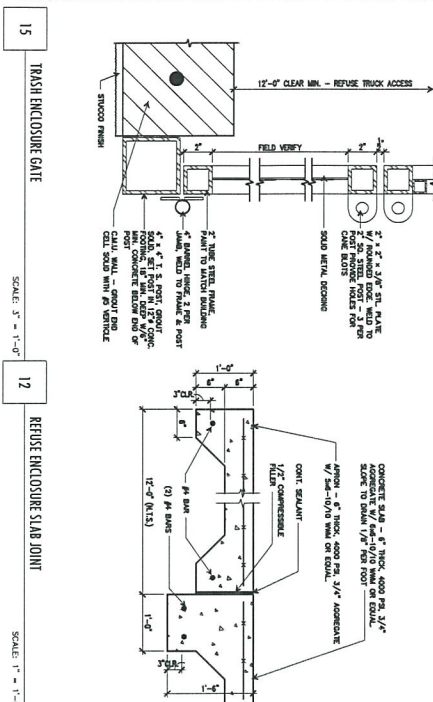 12'-0" CLEAR MIN. - REFUSE TRUCK ACCESS
STUCCO FINISH
2"
FIELD VERIFY
2"
2" x 2" x 3/8" STL. PLATE
W/ ROUNDED EDGE. WELD TO
2" SQ. STEEL POST - 3 PER
POST PROVIDE HOLES FOR
CANE BOLTS
SOLID METAL DECKING
2" TUBE STEEL FRAME,
PAINT TO MATCH BUILDING
4" BARREL HINGE, 2 PER
JAMB, WELD TO FRAME & POST
4" x 4" T. S. POST, GROUT
SOLID, SET POST IN 12"ø CONC.
FOOTING, 18" MIN. DEEP W/6"
MIN. CONCRETE BELOW END OF
POST
C.M.U. WALL - GROUT END
CELL SOLID WITH #5 VERTICLE
15
TRASH ENCLOSURE GATE
SCALE: 3" = 1'-0"
CONCRETE SLAB - 6" THICK, 4000 PSI, 3/4"
AGGREGATE W/ 6x6-10/10 WWM OR EQUAL.
SLOPE TO DRAIN 1/8" PER FOOT
APRON - 6" THICK, 4000 PSI, 3/4" AGGREGATE
W/ 6x6-10/10 WWM OR EQUAL
CONT. SEALANT
1/2" COMPRESSIBLE
FILLER
1'-0"
6"
6"
3"CLR.
6"
#4 BAR
(2) #4 BARS
12'-0" (N.T.S.)
1'-0"
3"CLR.
1'-6"
12
REFUSE ENCLOSURE SLAB JOINT
SCALE: 1" = 1'-